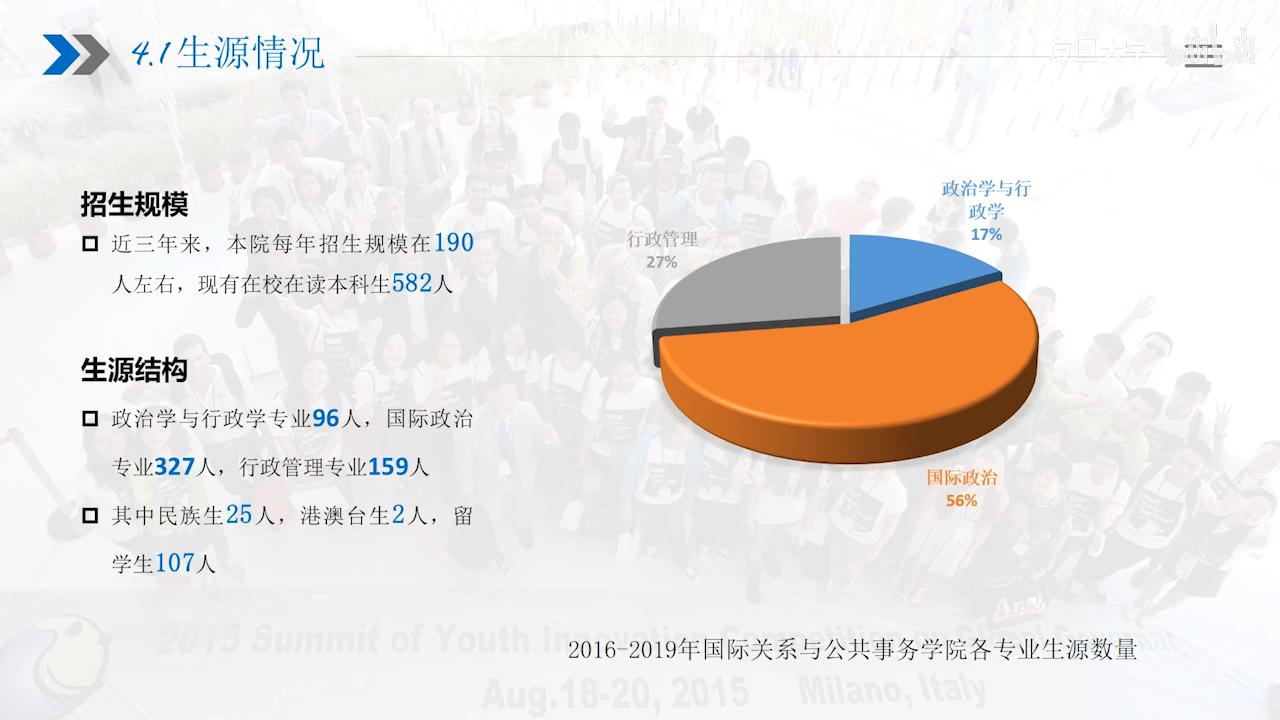 4.1 生源情况
复旦大学
招生规模
近三年来，本院每年招生规模在190
人左右，现有在校在读本科生582人
生源结构
政治学与行政学专业96人，国际政治
专业327人，行政管理专业159人
其中民族生25人，港澳台生2人，留
学生107人
政治学与行
政学
17%
行政管理
27%
国际政治
56%
2016-2019年国际关系与公共事务学院各专业生源数量
2015 Summit of Youth
Aug.18-20, 2015 Milano, Italy